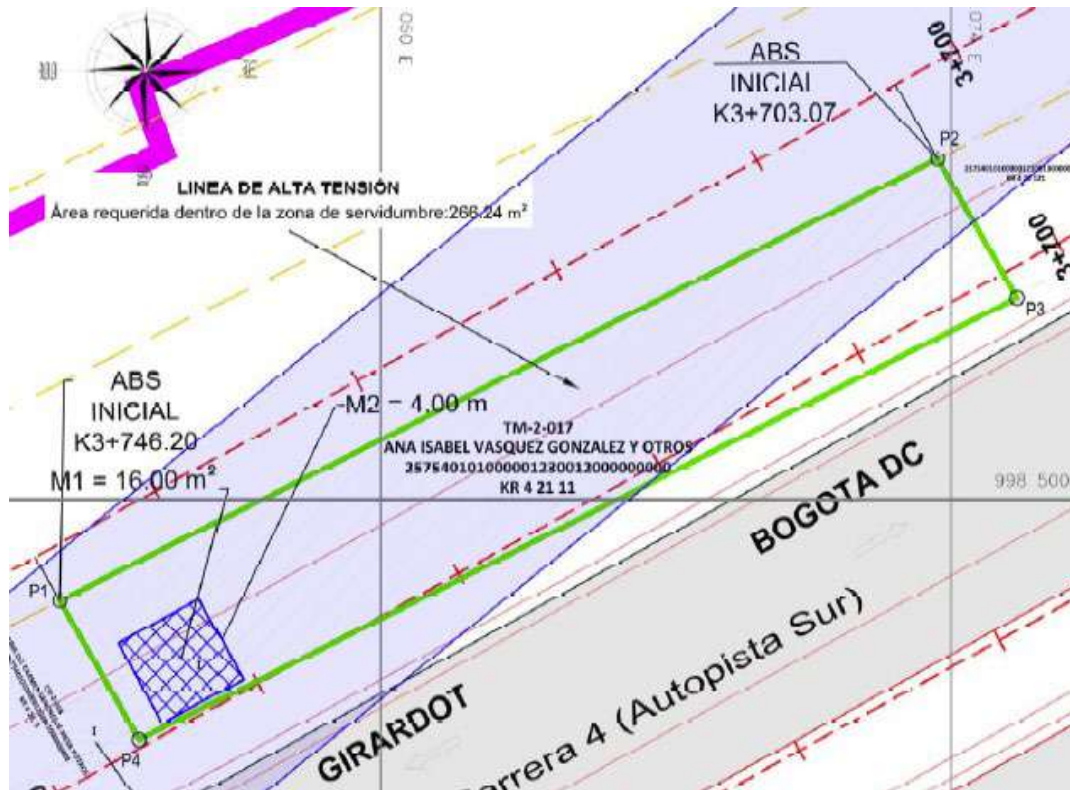 050 E
074 E
3+700
ABS
INICIAL
K3+703.07
P2
LINEA DE ALTA TENSIÓN
Área requerida dentro de la zona de servidumbre:266.24 m²
3+700
P3
ABS
INICIAL
K3+746.20
M2 = 4.00 m
M1 = 16.00 m²
TM-2-017
ANA ISABEL VASQUEZ GONZALEZ Y OTROS
KR 4 21 11
998 500
BOGOTA DC
P1
P4
GIRARDOT
Carrera 4 (Autopista Sur)